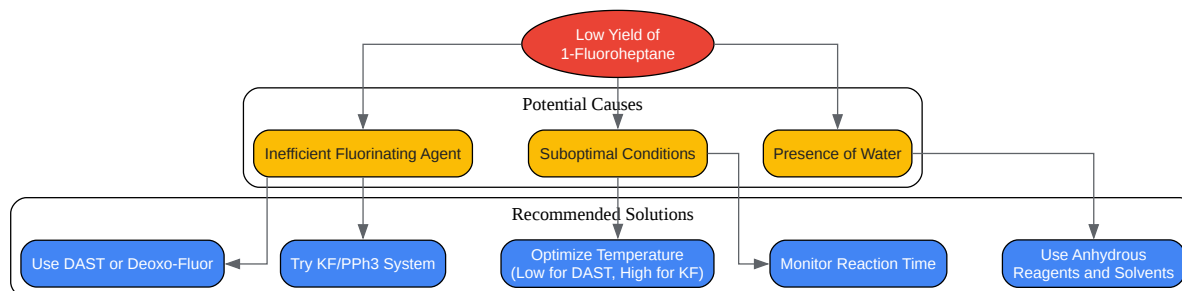 Low Yield of
1-Fluoroheptane
Potential Causes
Inefficient Fluorinating Agent
Suboptimal Conditions
Presence of Water
Recommended Solutions
Use DAST or Deoxo-Fluor
Try KF/PPh3 System
Optimize Temperature
(Low for DAST, High for KF)
Monitor Reaction Time
Use Anhydrous
Reagents and Solvents